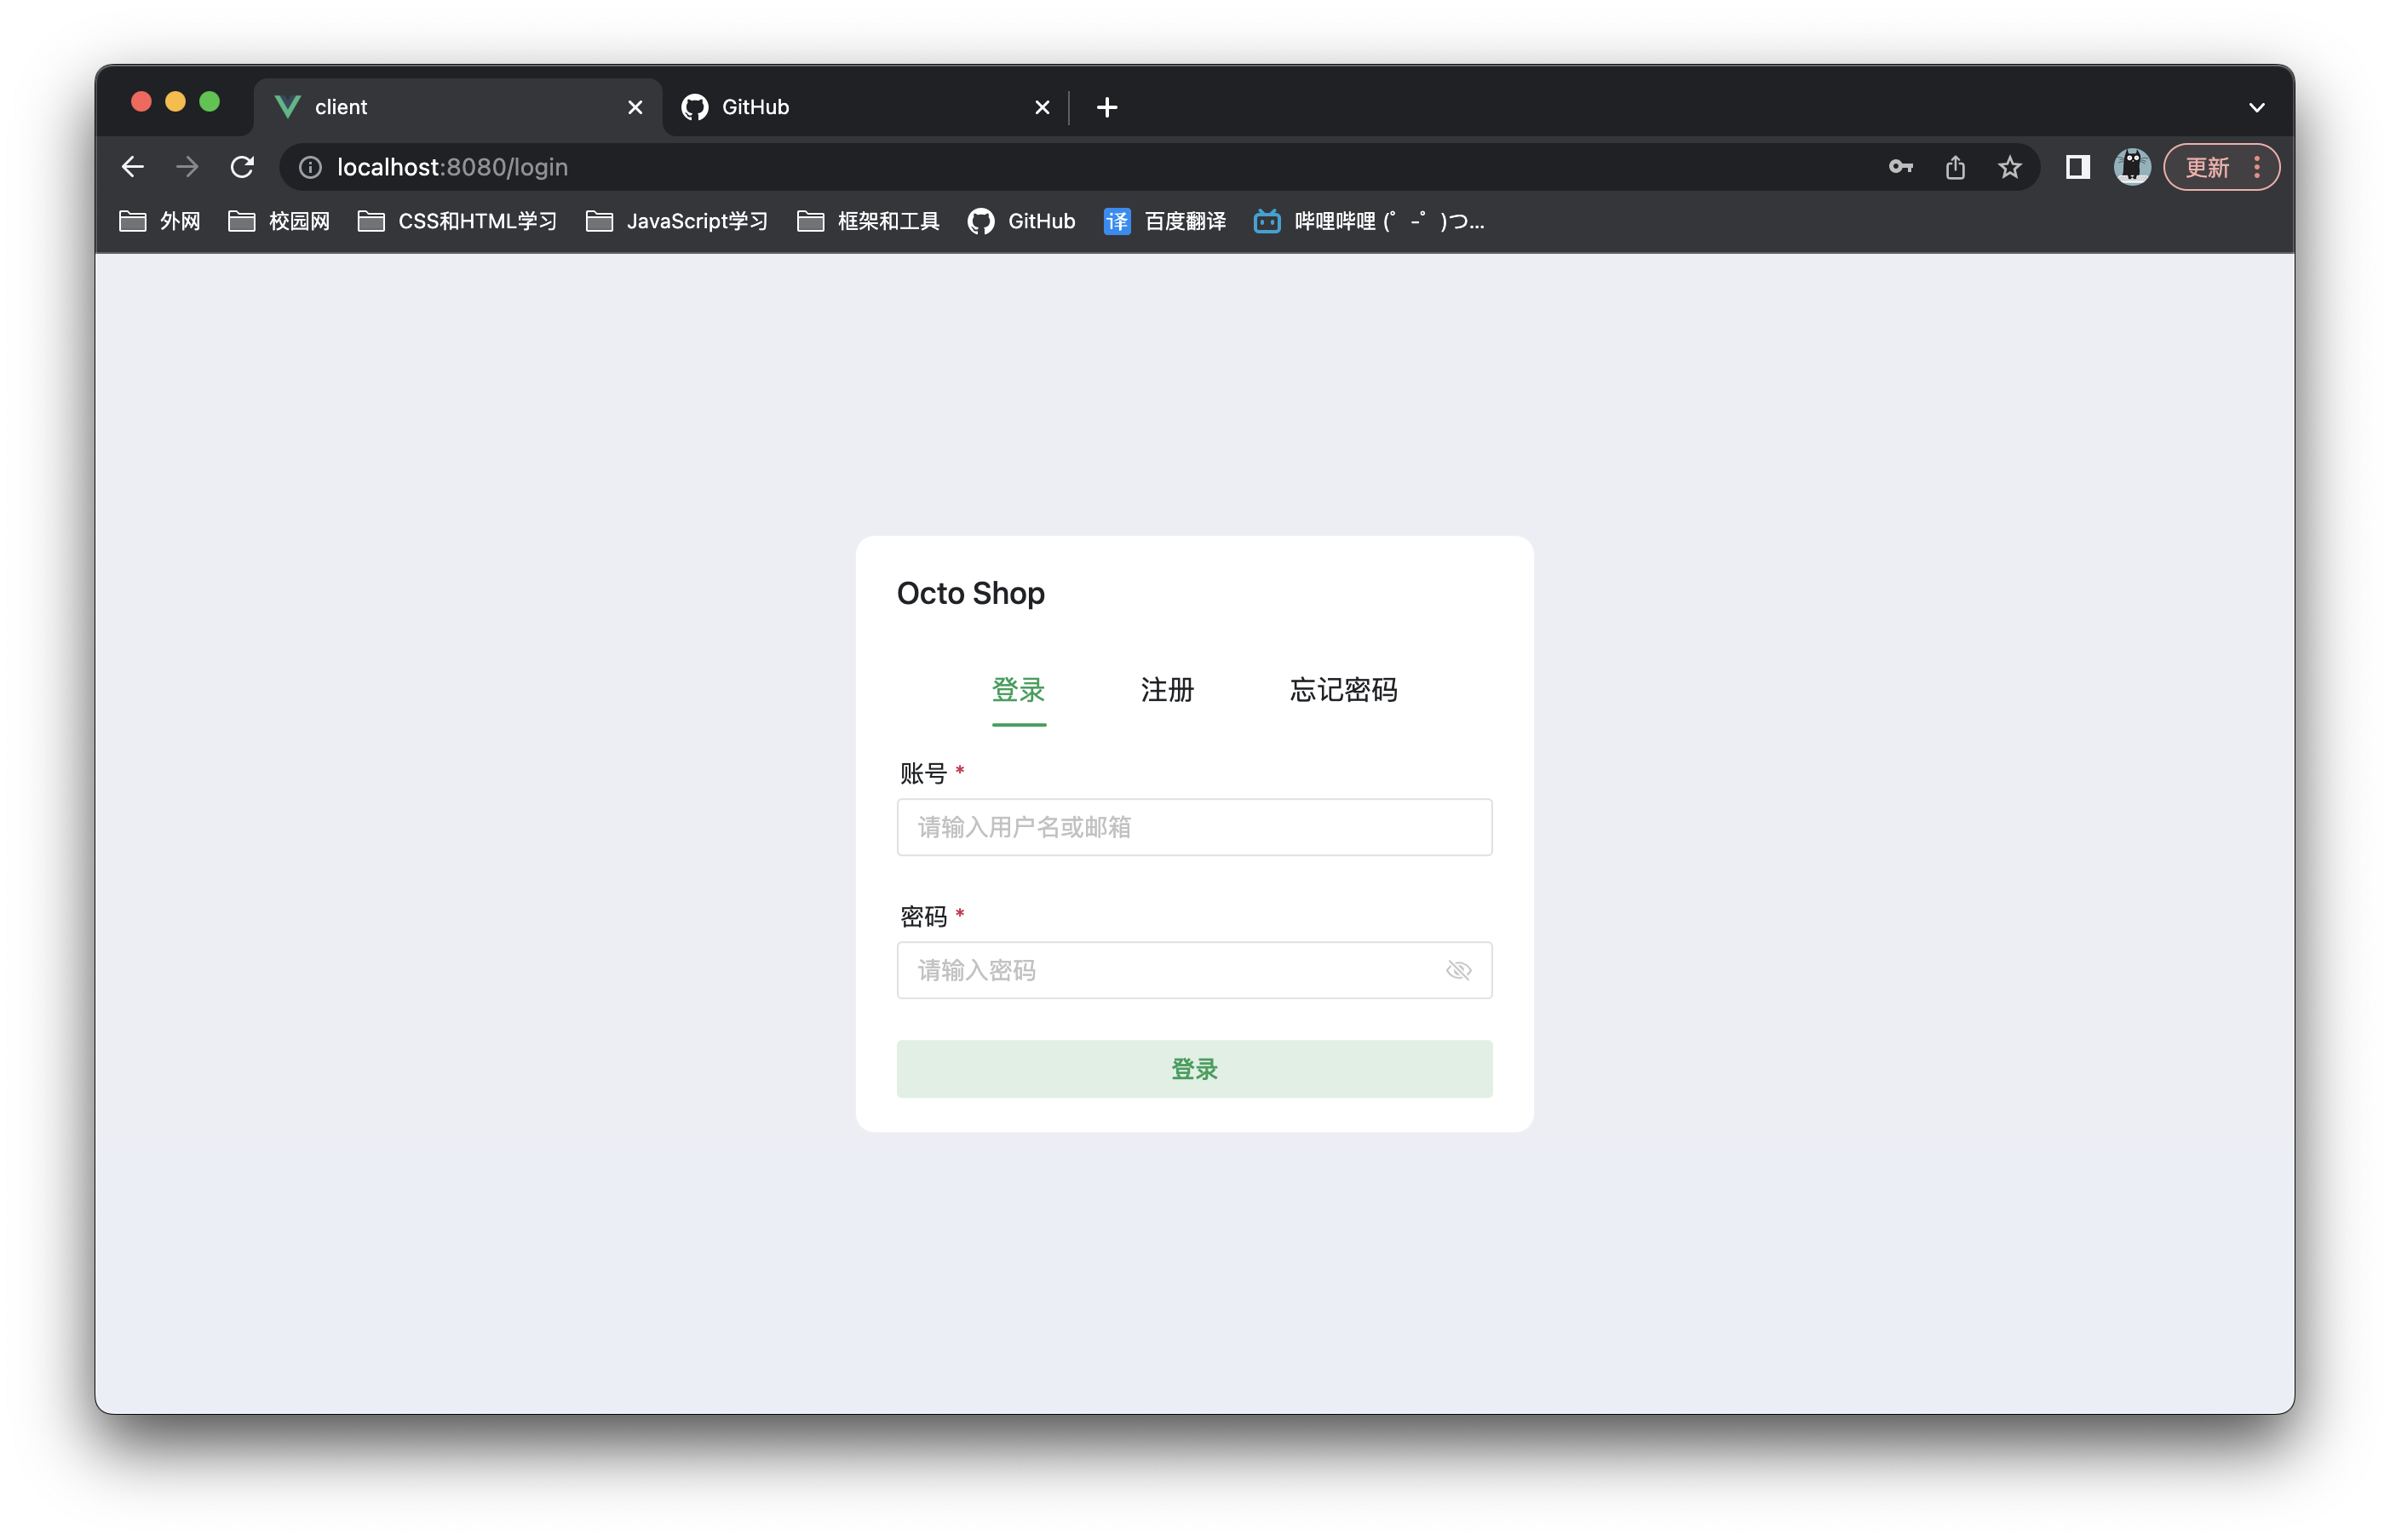 client GitHub
localhost:8080/login 更新
外网 校园网 CSS和HTML学习 JavaScript学习 框架和工具 GitHub 译 百度翻译 哔哩哔哩 (゜-゜)つ...
Octo Shop
登录 注册 忘记密码
账号 *
请输入用户名或邮箱
密码 *
请输入密码
登录